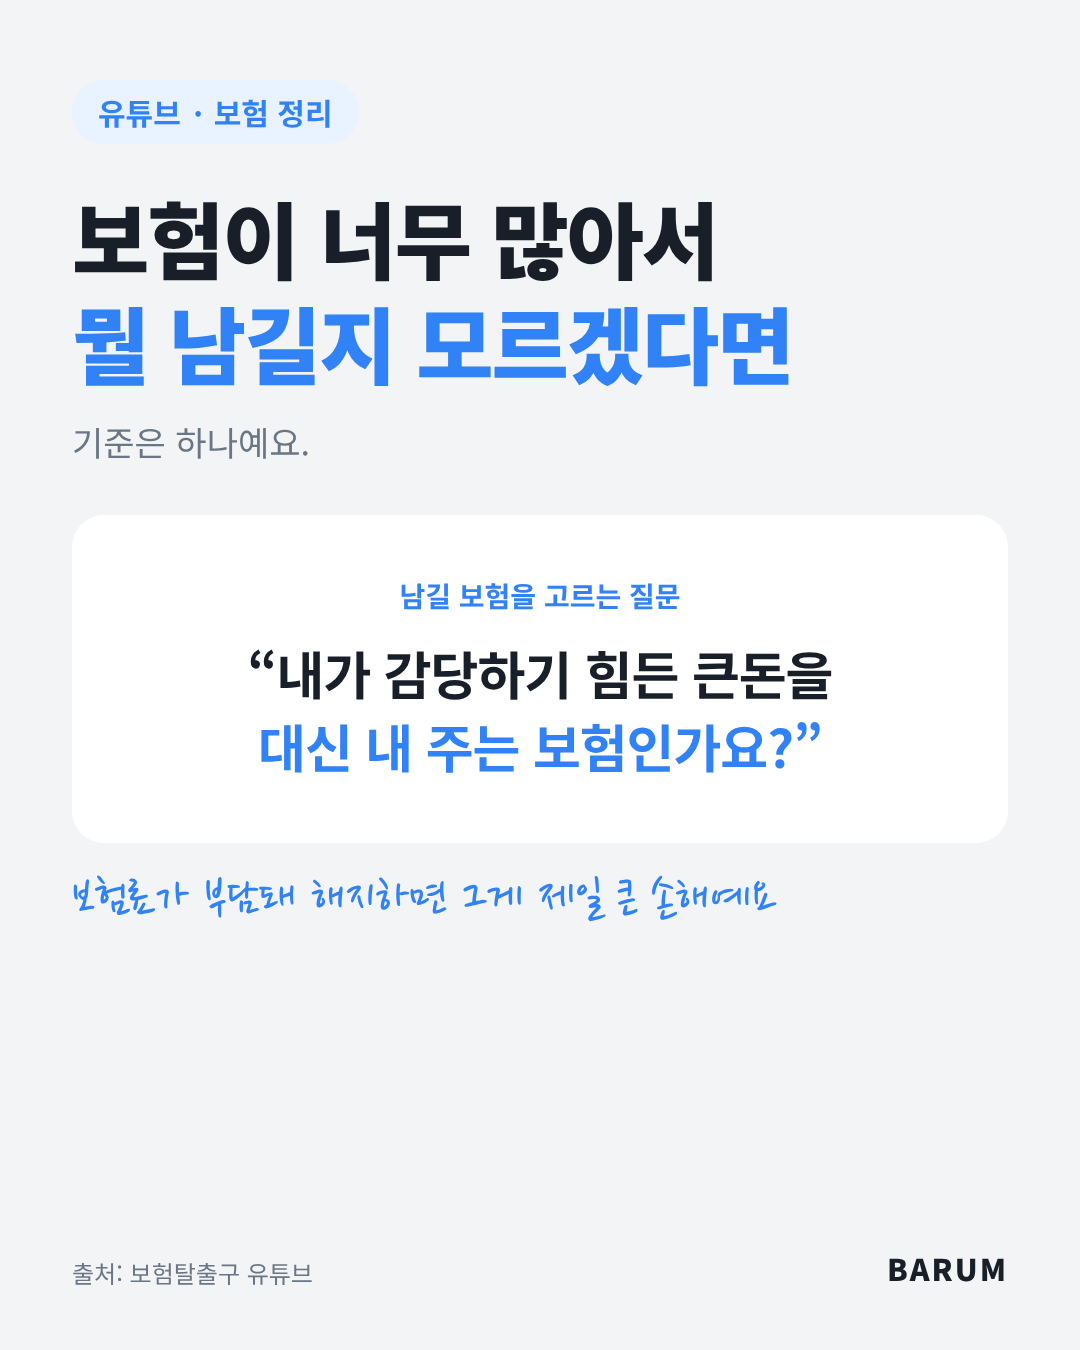 유튜브 · 보험 정리
보험이 너무 많아서
뭘 남길지 모르겠다면
기준은 하나예요.
남길 보험을 고르는 질문
“내가 감당하기 힘든 큰돈을
대신 내 주는 보험인가요?”
보험료가 부담돼 해지하면 그게 제일 큰 손해예요
출처: 보험탈출구 유튜브
BARUM